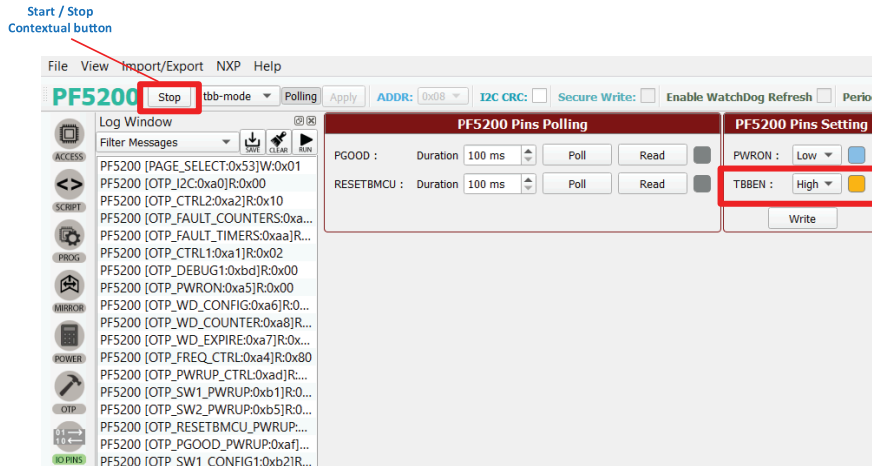 Start / Stop
Contextual button
File View Import/Export NXP Help
PF5200 Stop tbb-mode Polling Apply ADDR: 0x08 I2C CRC: Secure Write: Enable WatchDog Refresh Perio
Log Window
Filter Messages SAVE CLEAR RUN
PF5200 [PAGE_SELECT:0x53]W:0x01
PF5200 [OTP_I2C:0xa0]R:0x00
PF5200 [OTP_CTRL2:0xa2]R:0x10
PF5200 [OTP_FAULT_COUNTERS:0xa...
PF5200 [OTP_FAULT_TIMERS:0xaa]R...
PF5200 [OTP_CTRL1:0xa1]R:0x02
PF5200 [OTP_DEBUG1:0xbd]R:0x00
PF5200 [OTP_PWRON:0xa5]R:0x00
PF5200 [OTP_WD_CONFIG:0xa6]R:0...
PF5200 [OTP_WD_COUNTER:0xa8]R...
PF5200 [OTP_WD_EXPIRE:0xa7]R:0x...
PF5200 [OTP_FREQ_CTRL:0xa4]R:0x80
PF5200 [OTP_PWRUP_CTRL:0xad]R:...
PF5200 [OTP_SW1_PWRUP:0xb1]R:0...
PF5200 [OTP_SW2_PWRUP:0xb5]R:0...
PF5200 [OTP_RESETBMCU_PWRUP:...
PF5200 [OTP_PGOOD_PWRUP:0xaf]...
PF5200 [OTP_SW1_CONFIG1:0xb2]R...
ACCESS
SCRIPT
PROG
MIRROR
POWER
OTP
01
10
IO PINS
PF5200 Pins Polling
PGOOD : Duration 100 ms Poll Read
RESETBMCU : Duration 100 ms Poll Read
PF5200 Pins Setting
PWRON : Low
TBBEN : High
Write